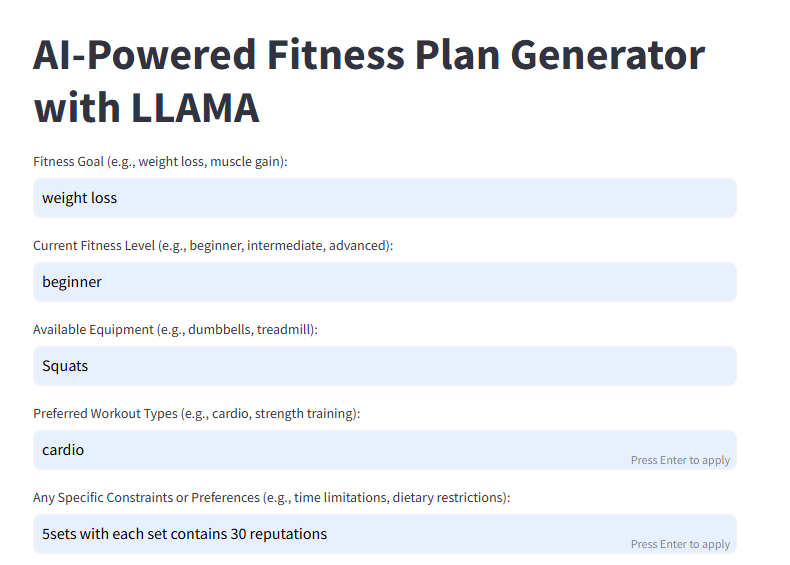 AI-Powered Fitness Plan Generator
with LLAMA
Fitness Goal (e.g., weight loss, muscle gain):
weight loss
Current Fitness Level (e.g., beginner, intermediate, advanced):
beginner
Available Equipment (e.g., dumbbells, treadmill):
Squats
Preferred Workout Types (e.g., cardio, strength training):
cardio
Press Enter to apply
Any Specific Constraints or Preferences (e.g., time limitations, dietary restrictions):
5sets with each set contains 30 reputations
Press Enter to apply